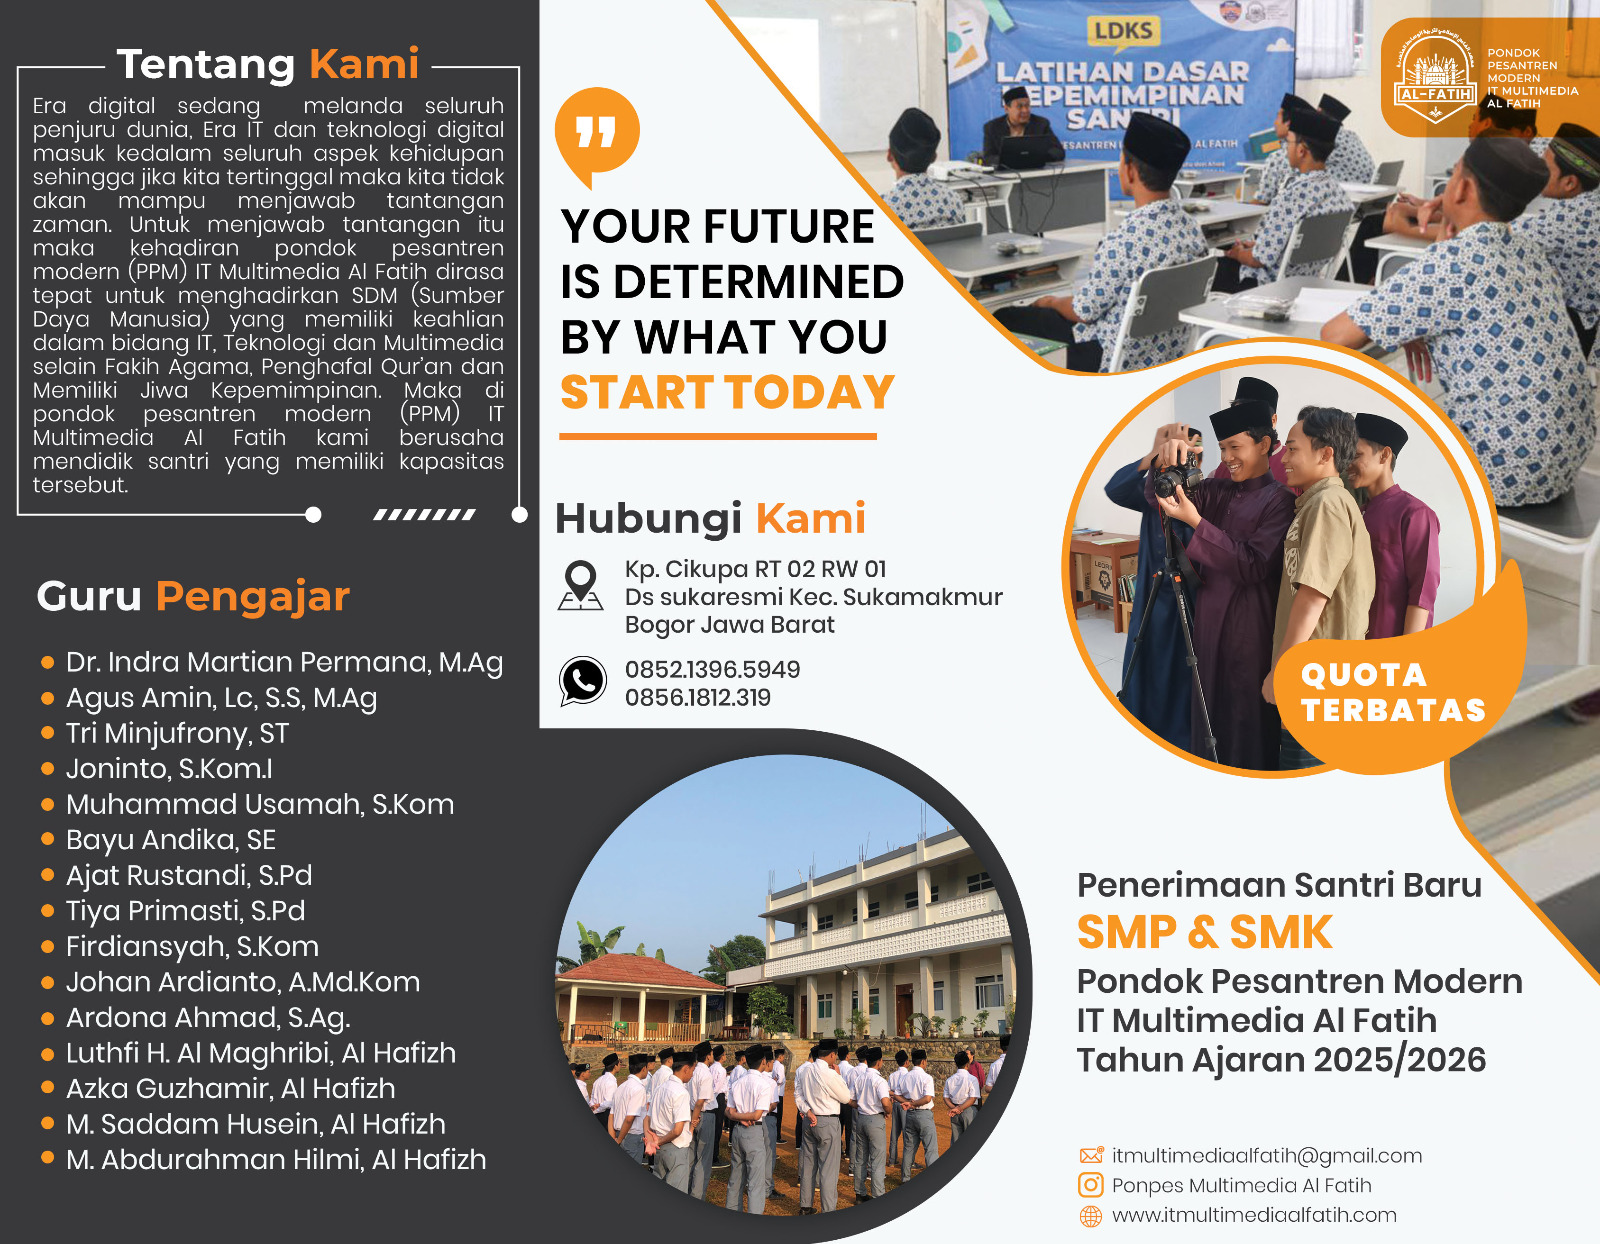 Tentang Kami
Era digital sedang melanda seluruh
penjuru dunia, Era IT dan teknologi digital
masuk kedalam seluruh aspek kehidupan
sehingga jika kita tertinggal maka kita tidak
akan mampu menjawab tantangan
zaman. Untuk menjawab tantangan itu
maka kehadiran pondok pesantren
modern (PPM) IT Multimedia Al Fatih dirasa
tepat untuk menghadirkan SDM (Sumber
Daya Manusia) yang memiliki keahlian
dalam bidang IT, Teknologi dan Multimedia
selain Fakih Agama, Penghafal Qur'an dan
Memiliki Jiwa Kepemimpinan. Maka di
pondok pesantren modern (PPM) IT
Multimedia Al Fatih kami berusaha
mendidik santri yang memiliki kapasitas
tersebut.
Guru Pengajar
Dr. Indra Martian Permana, M.Ag
Agus Amin, Lc, S.S, M.Ag
Tri Minjufrony, ST
Joninto, S.Kom.I
Muhammad Usamah, S.Kom
Bayu Andika, SE
Ajat Rustandi, S.Pd
Tiya Primasti, S.Pd
Firdiansyah, S.Kom
Johan Ardianto, A.Md.Kom
Ardona Ahmad, S.Ag.
Luthfi H. Al Maghribi, Al Hafizh
Azka Guzhamir, Al Hafizh
M. Saddam Husein, Al Hafizh
M. Abdurahman Hilmi, Al Hafizh
YOUR FUTURE
IS DETERMINED
BY WHAT YOU
START TODAY
Hubungi Kami
Kp. Cikupa RT 02 RW 01
Ds sukaresmi Kec. Sukamakmur
Bogor Jawa Barat
0852.1396.5949
0856.1812.319
LDKS
LATIHAN DASAR
KEPEMIMPINAN
SANTRI
AL FATIH
AL-FATIH
PONDOK
PESANTREN
MODERN
IT MULTIMEDIA
AL FATIH
QUOTA
TERBATAS
Penerimaan Santri Baru
SMP & SMK
Pondok Pesantren Modern
IT Multimedia Al Fatih
Tahun Ajaran 2025/2026
itmultimediaalfatih@gmail.com
Ponpes Multimedia Al Fatih
www.itmultimediaalfatih.com